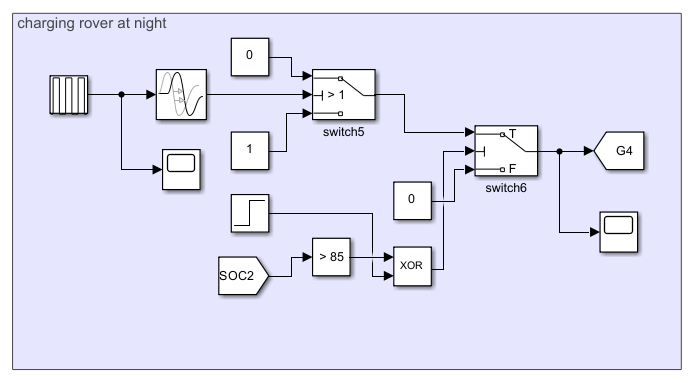 charging rover at night
0
> 1
1
switch5
T
F
switch6
G4
0
SOC2
> 85
XOR